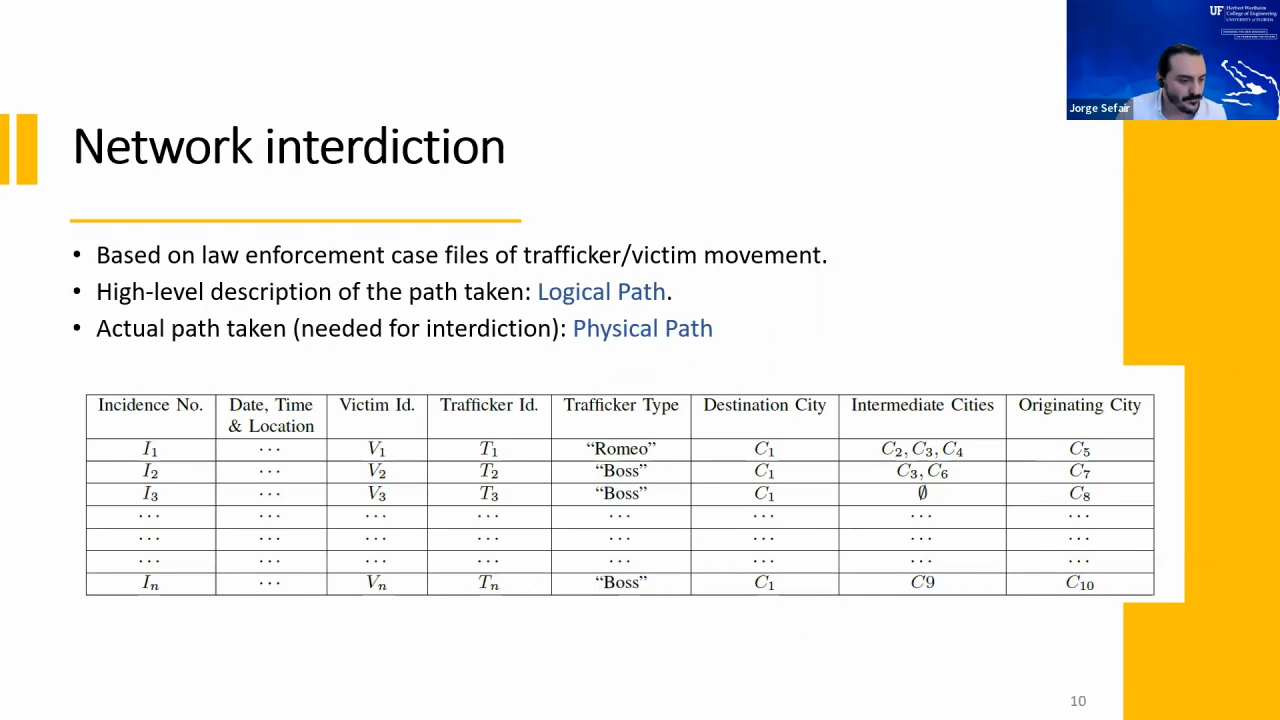 UF
Herbert Wertheim
College of Engineering
UNIVERSITY of FLORIDA
Jorge Sefair
Network interdiction
• Based on law enforcement case files of trafficker/victim movement.
• High-level description of the path taken: Logical Path.
• Actual path taken (needed for interdiction): Physical Path
Incidence No. Date, Time & Location Victim Id. Trafficker Id. Trafficker Type Destination City Intermediate Cities Originating City
I₁ ⋯ V₁ T₁ “Romeo” C₁ C₂, C₃, C₄ C₅
I₂ ⋯ V₂ T₂ “Boss” C₁ C₃, C₆ C₇
I₃ ⋯ V₃ T₃ “Boss” C₁ ∅ C₈
⋯ ⋯ ⋯ ⋯ ⋯ ⋯ ⋯ ⋯
⋯ ⋯ ⋯ ⋯ ⋯ ⋯ ⋯ ⋯
⋯ ⋯ ⋯ ⋯ ⋯ ⋯ ⋯ ⋯
Iₙ ⋯ Vₙ Tₙ “Boss” C₁ C9 C₁₀
10